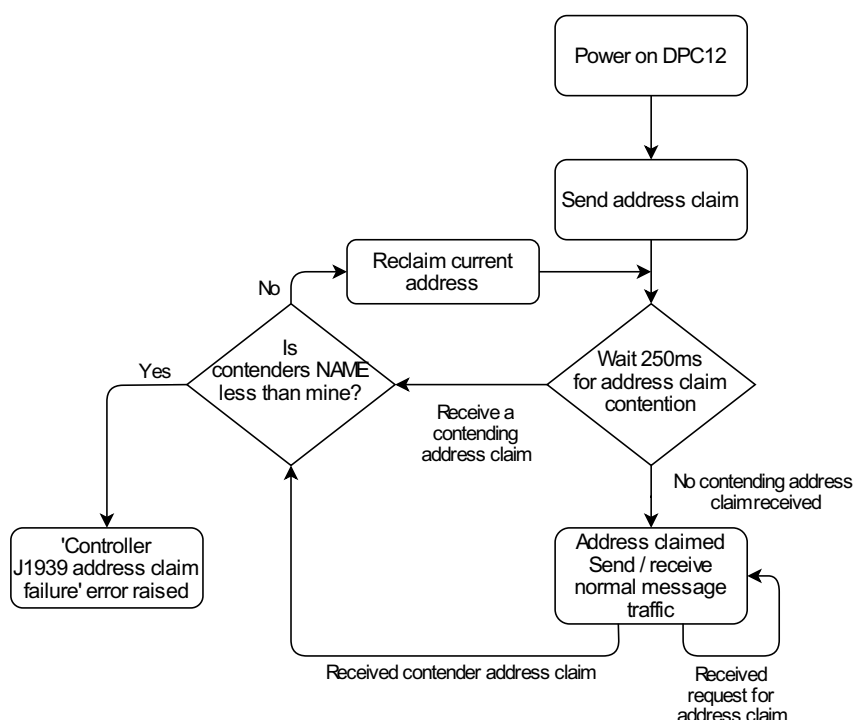 Power on DPC12
Send address claim
Reclaim current
address
No
Is
contenders NAME
less than mine?
Yes
Wait 250ms
for address claim
contention
Receive a
contending
address claim
No contending address
claim received
'Controller
J1939 address claim
failure' error raised
Address claimed
Send / receive
normal message
traffic
Received contender address claim
Received
request for
address claim